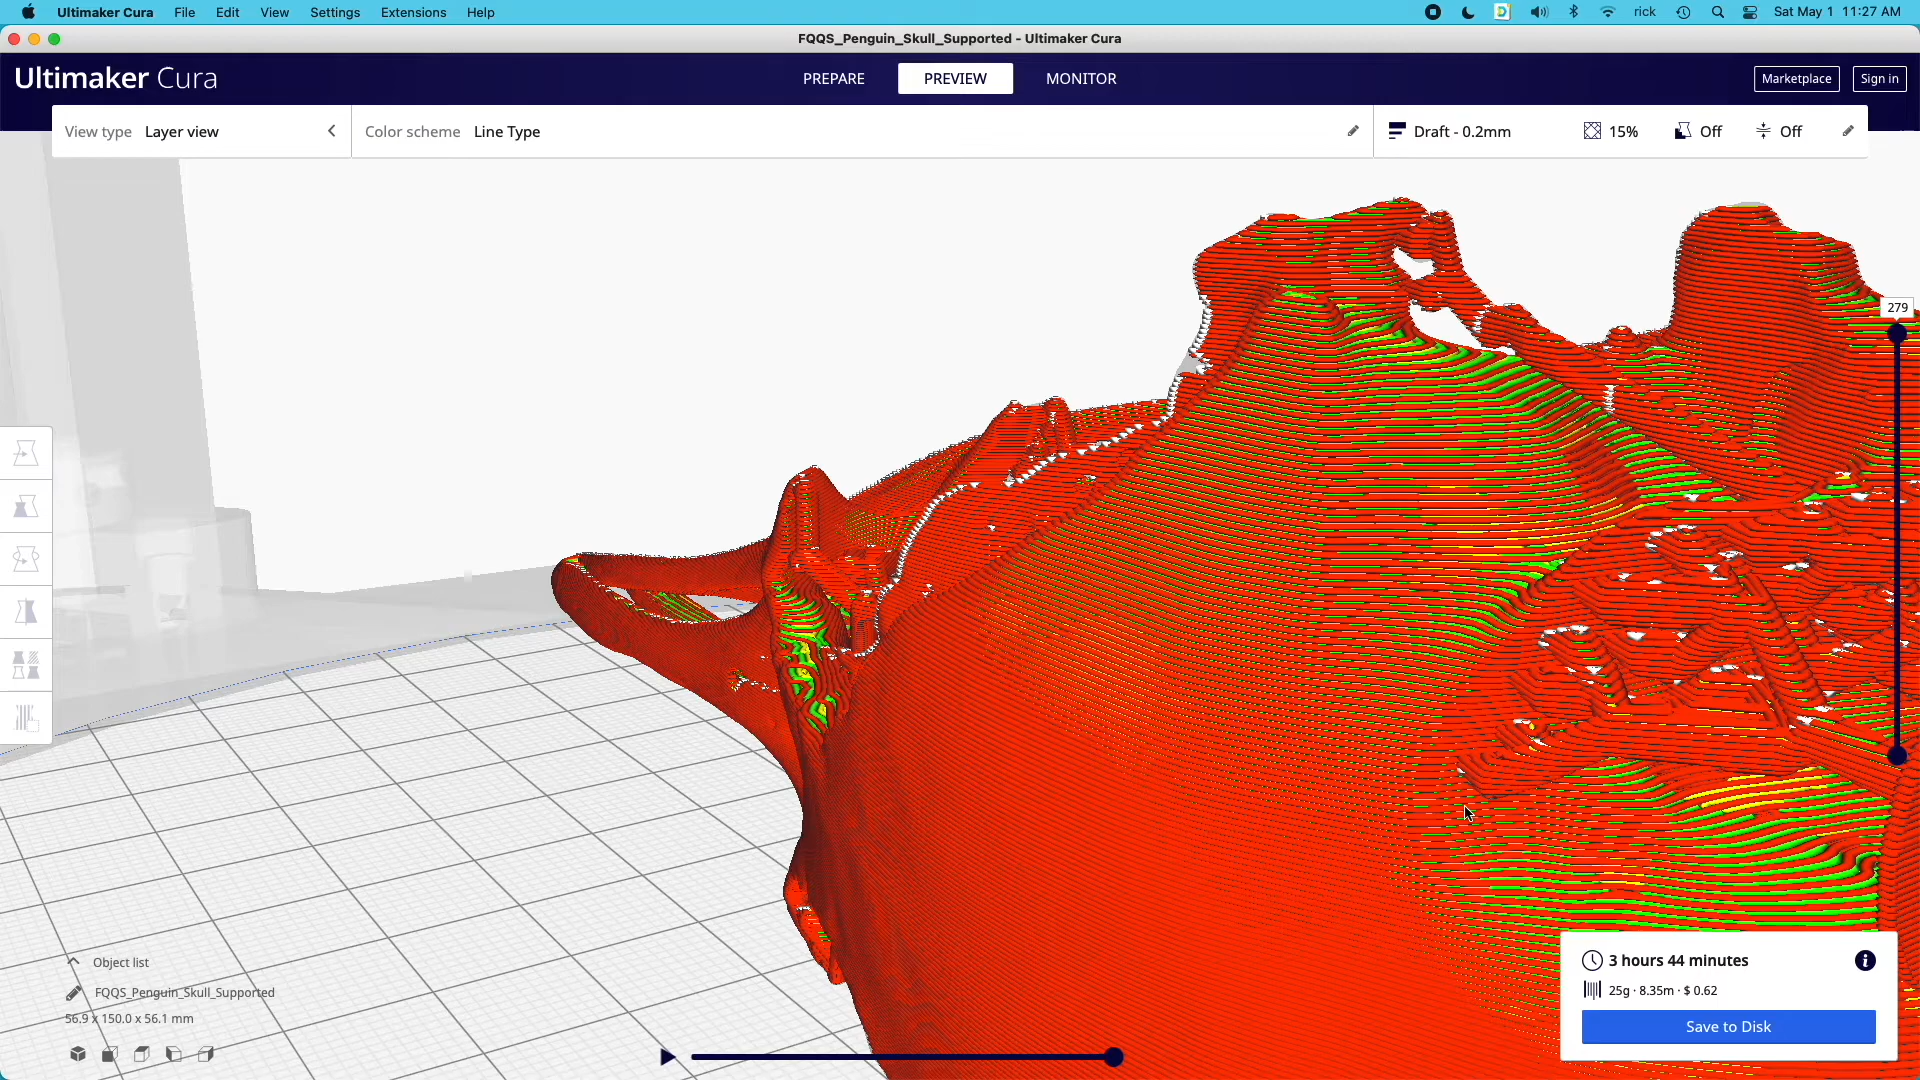 Ultimaker Cura File Edit View Settings Extensions Help rick Sat May 1 11:27 AM
FQQS_Penguin_Skull_Supported - Ultimaker Cura
Ultimaker Cura PREPARE PREVIEW MONITOR Marketplace Sign in
View type Layer view Color scheme Line Type Draft - 0.2mm 15% Off Off
279
Object list
FQQS_Penguin_Skull_Supported
56.9 x 150.0 x 56.1 mm
3 hours 44 minutes
25g · 8.35m · $ 0.62
Save to Disk